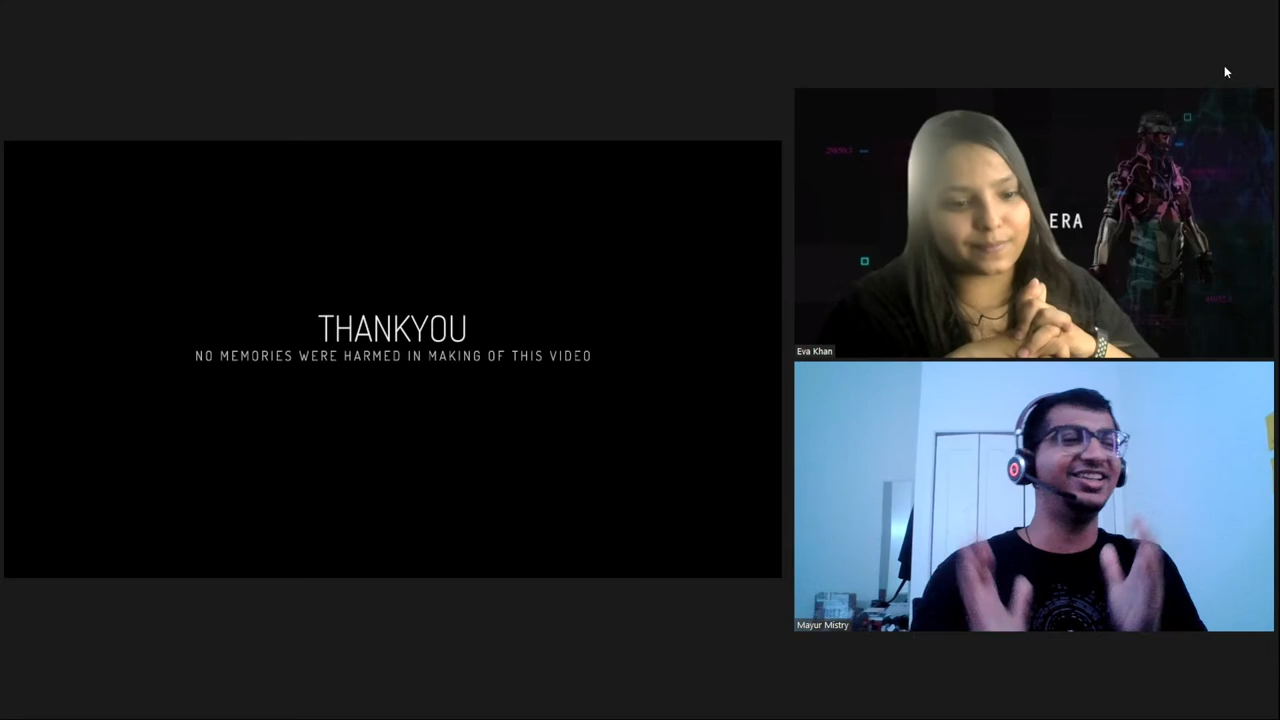 THANKYOU
NO MEMORIES WERE HARMED IN MAKING OF THIS VIDEO
ERA
Eva Khan
Mayur Mistry